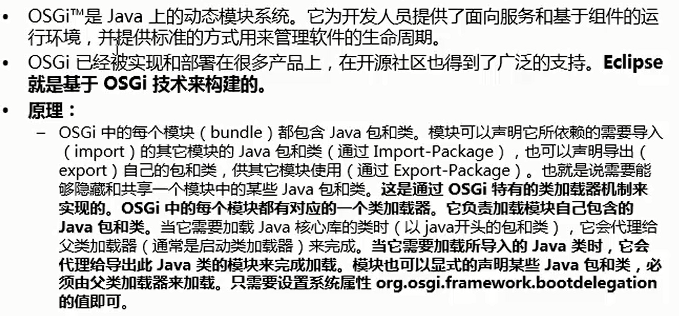 • OSGi™是 Java 上的动态模块系统。它为开发人员提供了面向服务和基于组件的运
行环境，并提供标准的方式用来管理软件的生命周期。
• OSGi 已经被实现和部署在很多产品上，在开源社区也得到了广泛的支持。Eclipse
就是基于 OSGi 技术来构建的。
• 原理：
– OSGi 中的每个模块（bundle）都包含 Java 包和类。模块可以声明它所依赖的需要导入
（import）的其它模块的 Java 包和类（通过 Import-Package），也可以声明导出（
export）自己的包和类，供其它模块使用（通过 Export-Package）。也就是说需要能
够隐藏和共享一个模块中的某些 Java 包和类。这是通过 OSGi 特有的类加载器机制来
实现的。OSGi 中的每个模块都有对应的一个类加载器。它负责加载模块自己包含的
Java 包和类。当它需要加载 Java 核心库的类时（以 java开头的包和类），它会代理给
父类加载器（通常是启动类加载器）来完成。当它需要加载所导入的 Java 类时，它会
代理给导出此 Java 类的模块来完成加载。模块也可以显式的声明某些 Java 包和类，必
须由父类加载器来加载。只需要设置系统属性 org.osgi.framework.bootdelegation
的值即可。